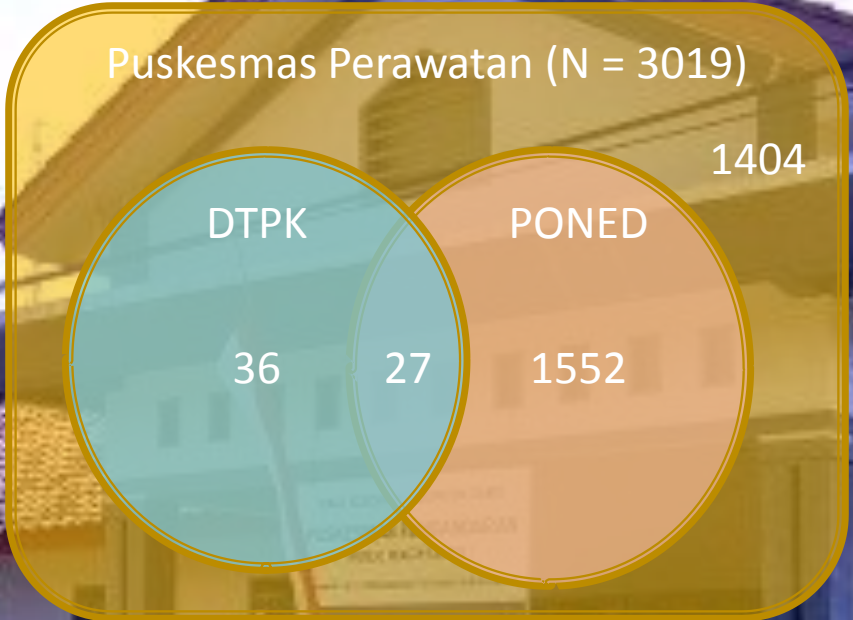 Puskesmas Perawatan (N = 3019)
1404
DTPK
PONED
36
27
1552